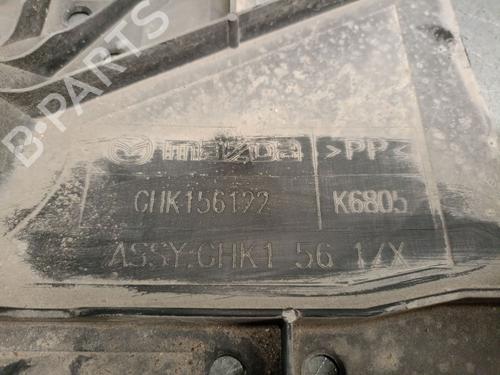 B-PARTS
mazda >PP<
CHK156122 K6805
ASSY:CHK1 56 1/X